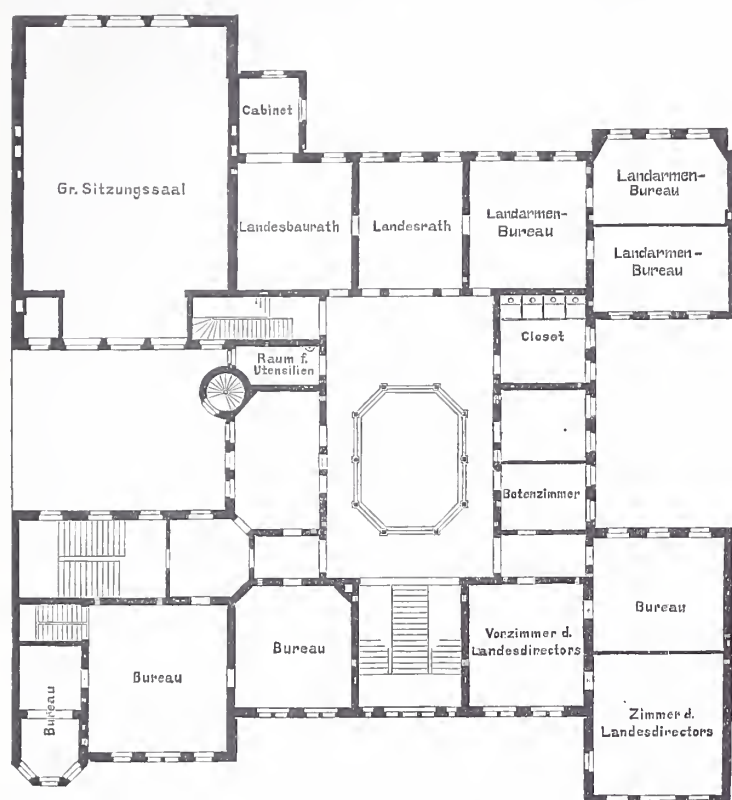 Cabinet
Gr. Sitzungssaal
Landesbaurath
Landesrath
Landarmen-
Bureau
Landarmen-
Bureau
Landarmen-
Bureau
Closet
Raum f.
Utensilien
Botenzimmer
Bureau
Bureau
Bureau
Vorzimmer d.
Landesdirectors
Bureau
Zimmer d.
Landesdirectors